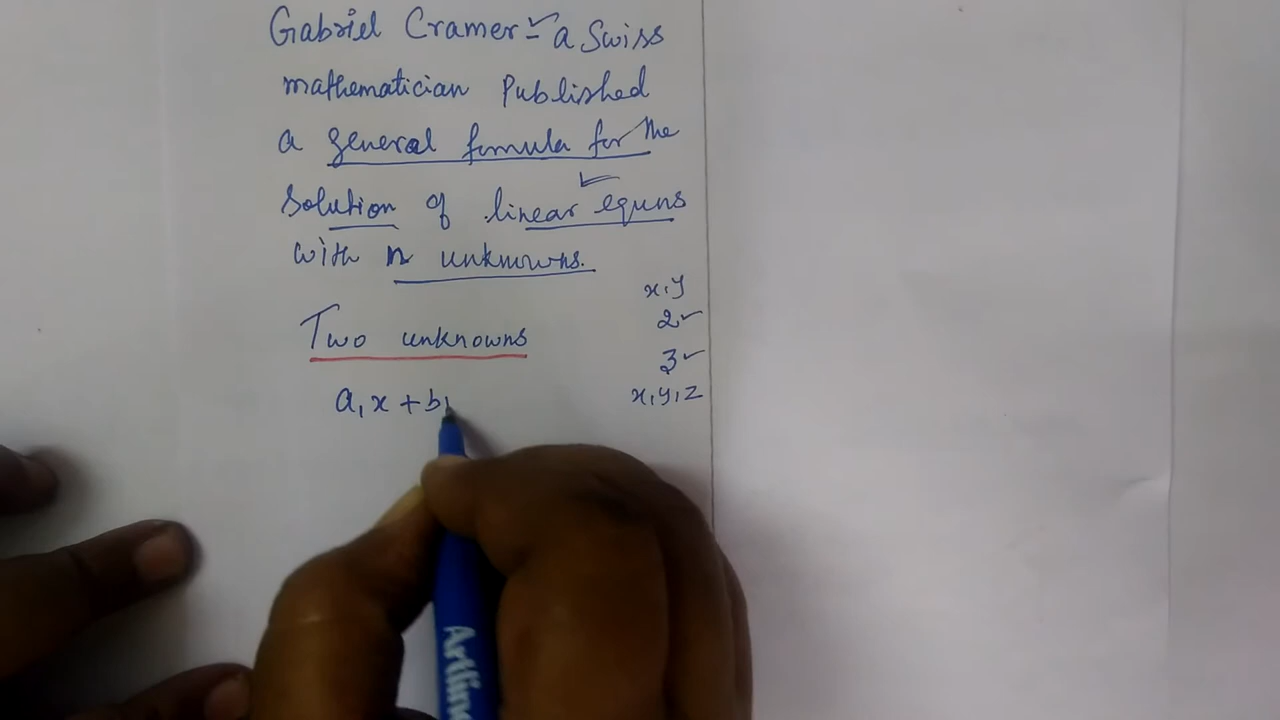 Gabriel Cramer - a Swiss
mathematician Published
a general formula for the
solution of linear equns
with n unknowns.
x,y
2
Two unknowns
3
x,y,z
a₁x + b₁
Artline